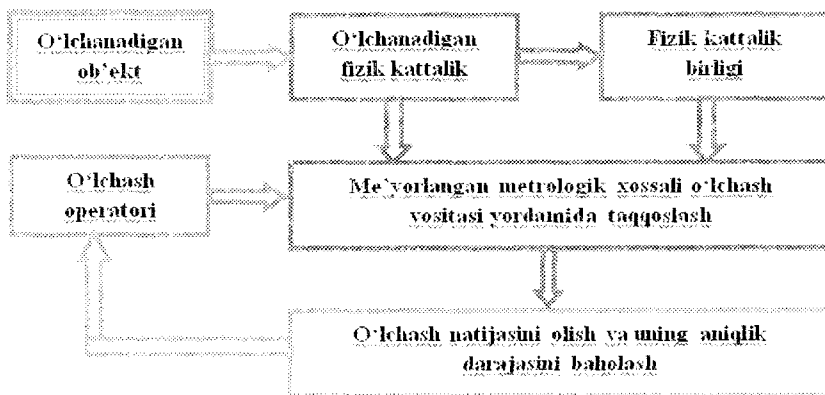 O‘lchanadigan
ob’ekt
O‘lchanadigan
fizik kattalik
Fizik kattalik
birligi
O‘lchash
operatori
Me’yorlangan metrologik xossali o‘lchash
vositasi yordamida taqqoslash
O‘lchash natijasini olish va uning aniqlik
darajasini baholash